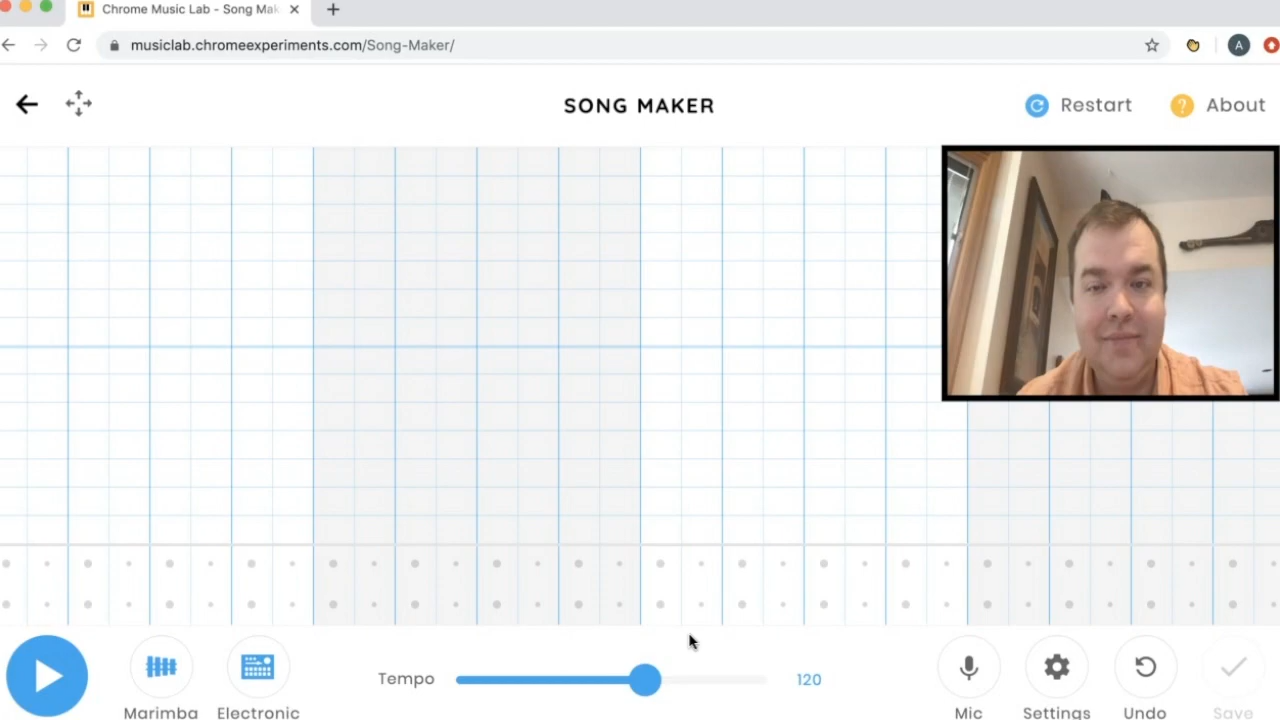 Chrome Music Lab - Song Mak
musiclab.chromeexperiments.com/Song-Maker/
A
SONG MAKER
Restart
? About
Tempo
120
Marimba
Electronic
Mic
Settings
Undo
Save